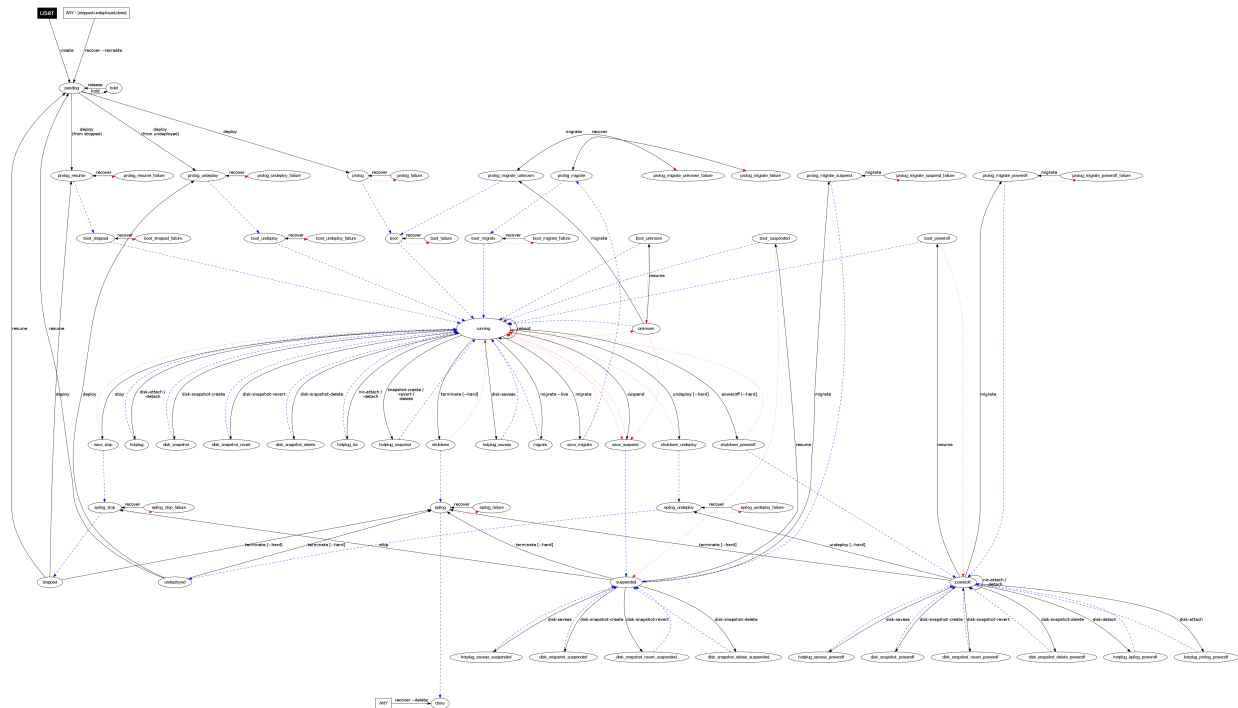 user
ANY \ {stopped,undeployed,done}
create
recover --recreate
pending
release
hold
hold
deploy
(from stopped)
deploy
(from undeployed)
deploy
migrate
recover
prolog_resume
recover
prolog_resume_failure
prolog_undeploy
recover
prolog_undeploy_failure
prolog
recover
prolog_failure
prolog_migrate_unknown
prolog_migrate
prolog_migrate_unknown_failure
prolog_migrate_failure
prolog_migrate_suspend
migrate
prolog_migrate_suspend_failure
prolog_migrate_poweroff
migrate
prolog_migrate_poweroff_failure
boot_stopped
recover
boot_stopped_failure
boot_undeploy
recover
boot_undeploy_failure
boot
recover
boot_failure
boot_migrate
recover
boot_migrate_failure
boot_unknown
boot_suspended
boot_poweroff
migrate
resume
resume
resume
running
reboot
unknown
deploy
deploy
stop
disk-attach /
-detach
disk-snapshot-create
disk-snapshot-revert
disk-snapshot-delete
nic-attach /
-detach
snapshot-create /
-revert /
-delete
terminate [--hard]
disk-saveas
migrate --live
migrate
suspend
undeploy [--hard]
poweroff [--hard]
migrate
migrate
save_stop
hotplug
disk_snapshot
disk_snapshot_revert
disk_snapshot_delete
hotplug_nic
hotplug_snapshot
shutdown
hotplug_saveas
migrate
save_migrate
save_suspend
shutdown_undeploy
shutdown_poweroff
resume
resume
epilog_stop
recover
epilog_stop_failure
epilog
recover
epilog_failure
epilog_undeploy
recover
epilog_undeploy_failure
terminate [--hard]
terminate [--hard]
stop
terminate [--hard]
terminate [--hard]
undeploy [--hard]
stopped
undeployed
suspended
poweroff
nic-attach /
-detach
disk-saveas
disk-snapshot-create
disk-snapshot-revert
disk-snapshot-delete
disk-saveas
disk-snapshot-create
disk-snapshot-revert
disk-snapshot-delete
disk-detach
disk-attach
hotplug_saveas_suspended
disk_snapshot_suspended
disk_snapshot_revert_suspended
disk_snapshot_delete_suspended
hotplug_saveas_poweroff
disk_snapshot_poweroff
disk_snapshot_revert_poweroff
disk_snapshot_delete_poweroff
hotplug_epilog_poweroff
hotplug_prolog_poweroff
ANY
recover --delete
done